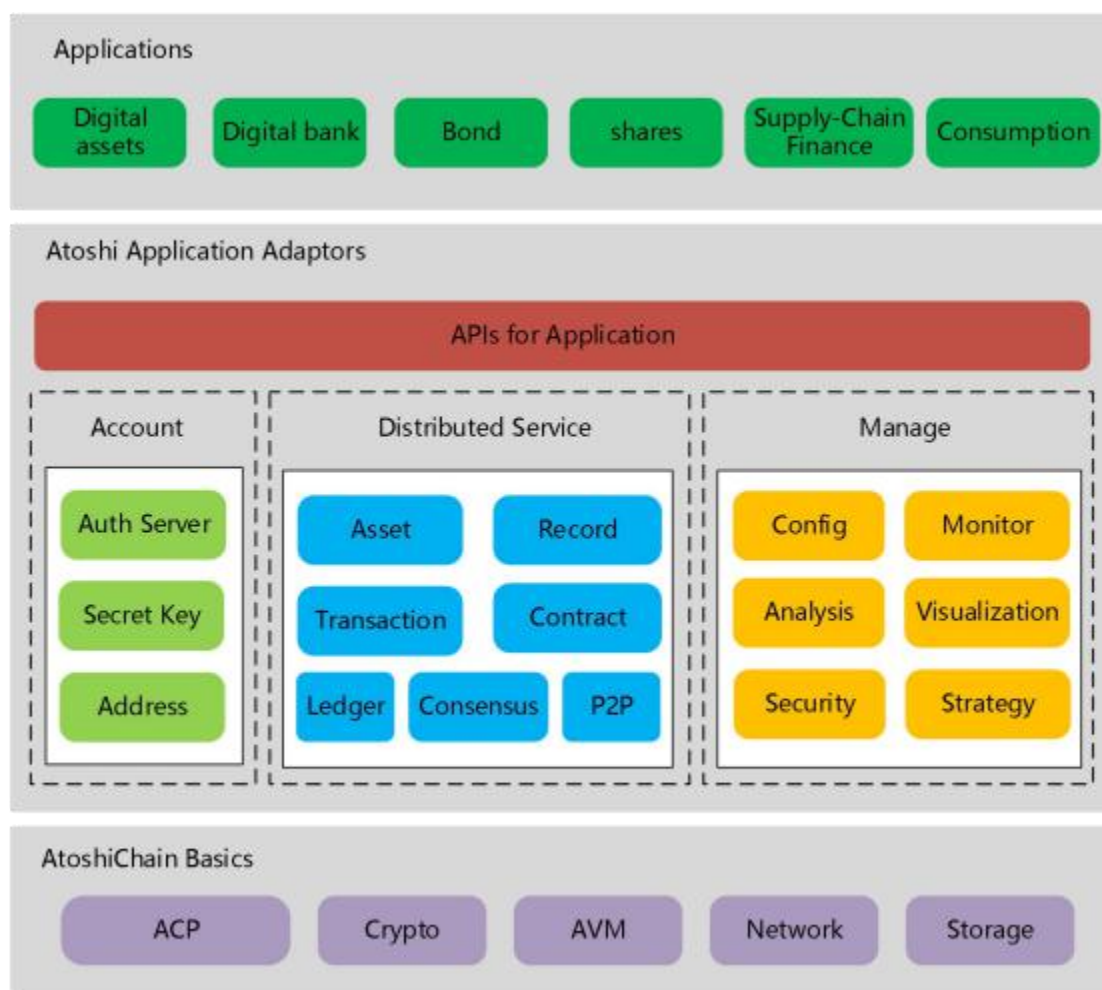 Applications
Digital
assets
Digital bank
Bond
shares
Supply-Chain
Finance
Consumption
Atoshi Application Adaptors
APIs for Application
Account
Auth Server
Secret Key
Address
Distributed Service
Asset
Record
Transaction
Contract
Ledger
Consensus
P2P
Manage
Config
Monitor
Analysis
Visualization
Security
Strategy
AtoshiChain Basics
ACP
Crypto
AVM
Network
Storage